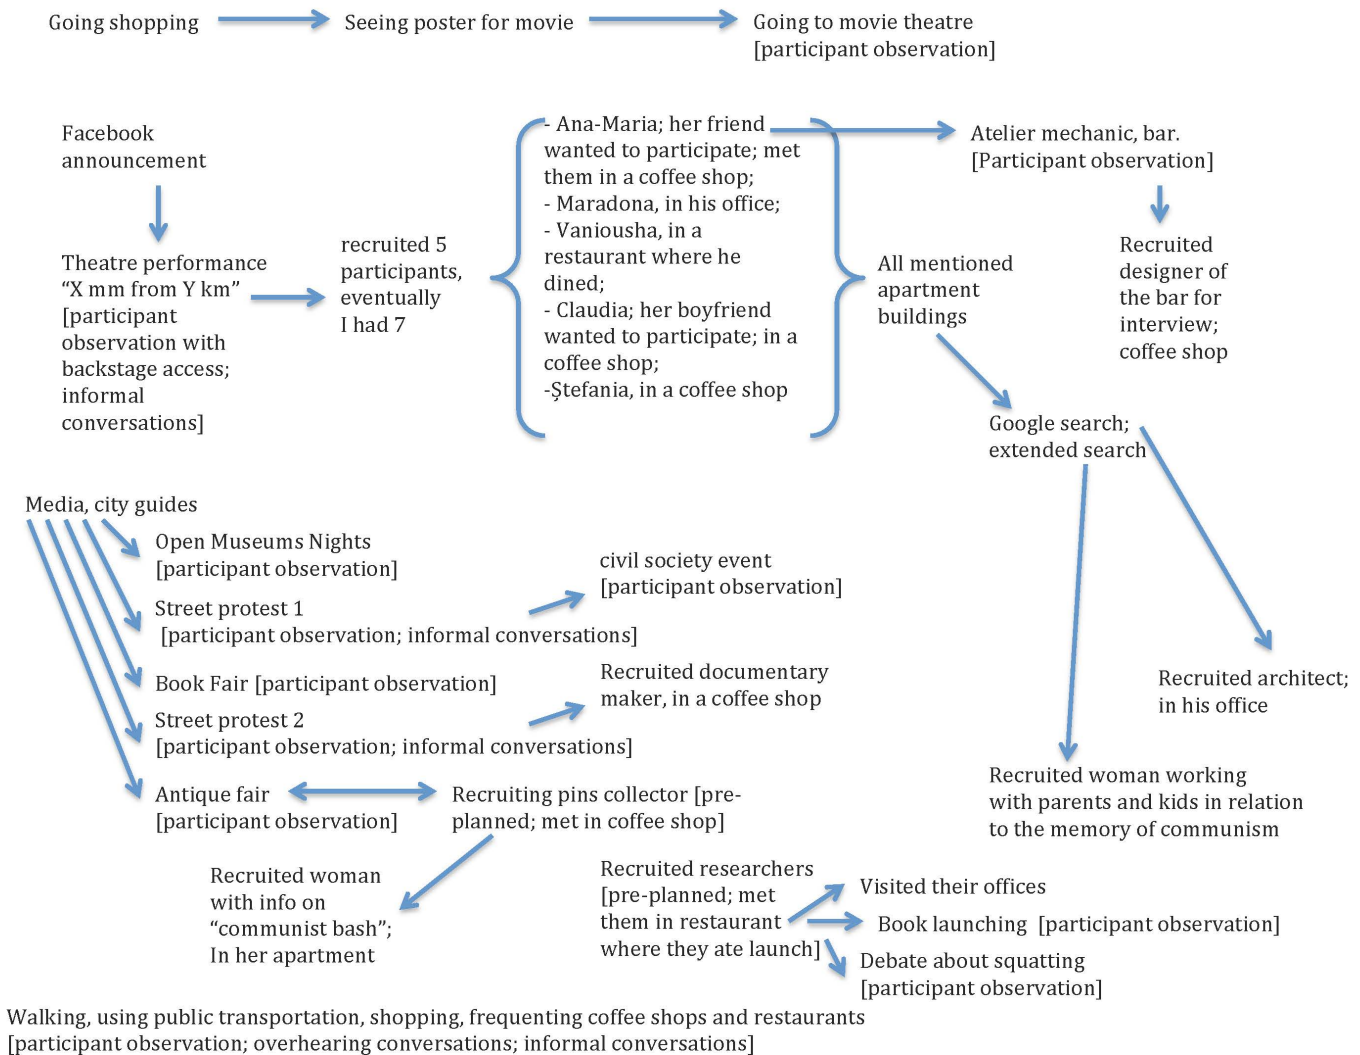 Going shopping
Seeing poster for movie
Going to movie theatre
[participant observation]
Facebook
announcement
Theatre performance
“X mm from Y km”
[participant
observation with
backstage access;
informal
conversations]
recruited 5
participants,
eventually
I had 7
- Ana-Maria; her friend
wanted to participate; met
them in a coffee shop;
- Maradona, in his office;
- Vaniousha, in a
restaurant where he
dined;
- Claudia; her boyfriend
wanted to participate; in a
coffee shop;
-Ștefania, in a coffee shop
All mentioned
apartment
buildings
Atelier mechanic, bar.
[Participant observation]
Recruited
designer of
the bar for
interview;
coffee shop
Google search;
extended search
Recruited architect;
in his office
Recruited woman working
with parents and kids in relation
to the memory of communism
Media, city guides
Open Museums Nights
[participant observation]
Street protest 1
[participant observation; informal conversations]
civil society event
[participant observation]
Book Fair [participant observation]
Street protest 2
[participant observation; informal conversations]
Recruited documentary
maker, in a coffee shop
Antique fair
[participant observation]
Recruiting pins collector [pre-
planned; met in coffee shop]
Recruited woman
with info on
“communist bash”;
In her apartment
Recruited researchers
[pre-planned; met
them in restaurant
where they ate launch]
Visited their offices
Book launching [participant observation]
Debate about squatting
[participant observation]
Walking, using public transportation, shopping, frequenting coffee shops and restaurants
[participant observation; overhearing conversations; informal conversations]